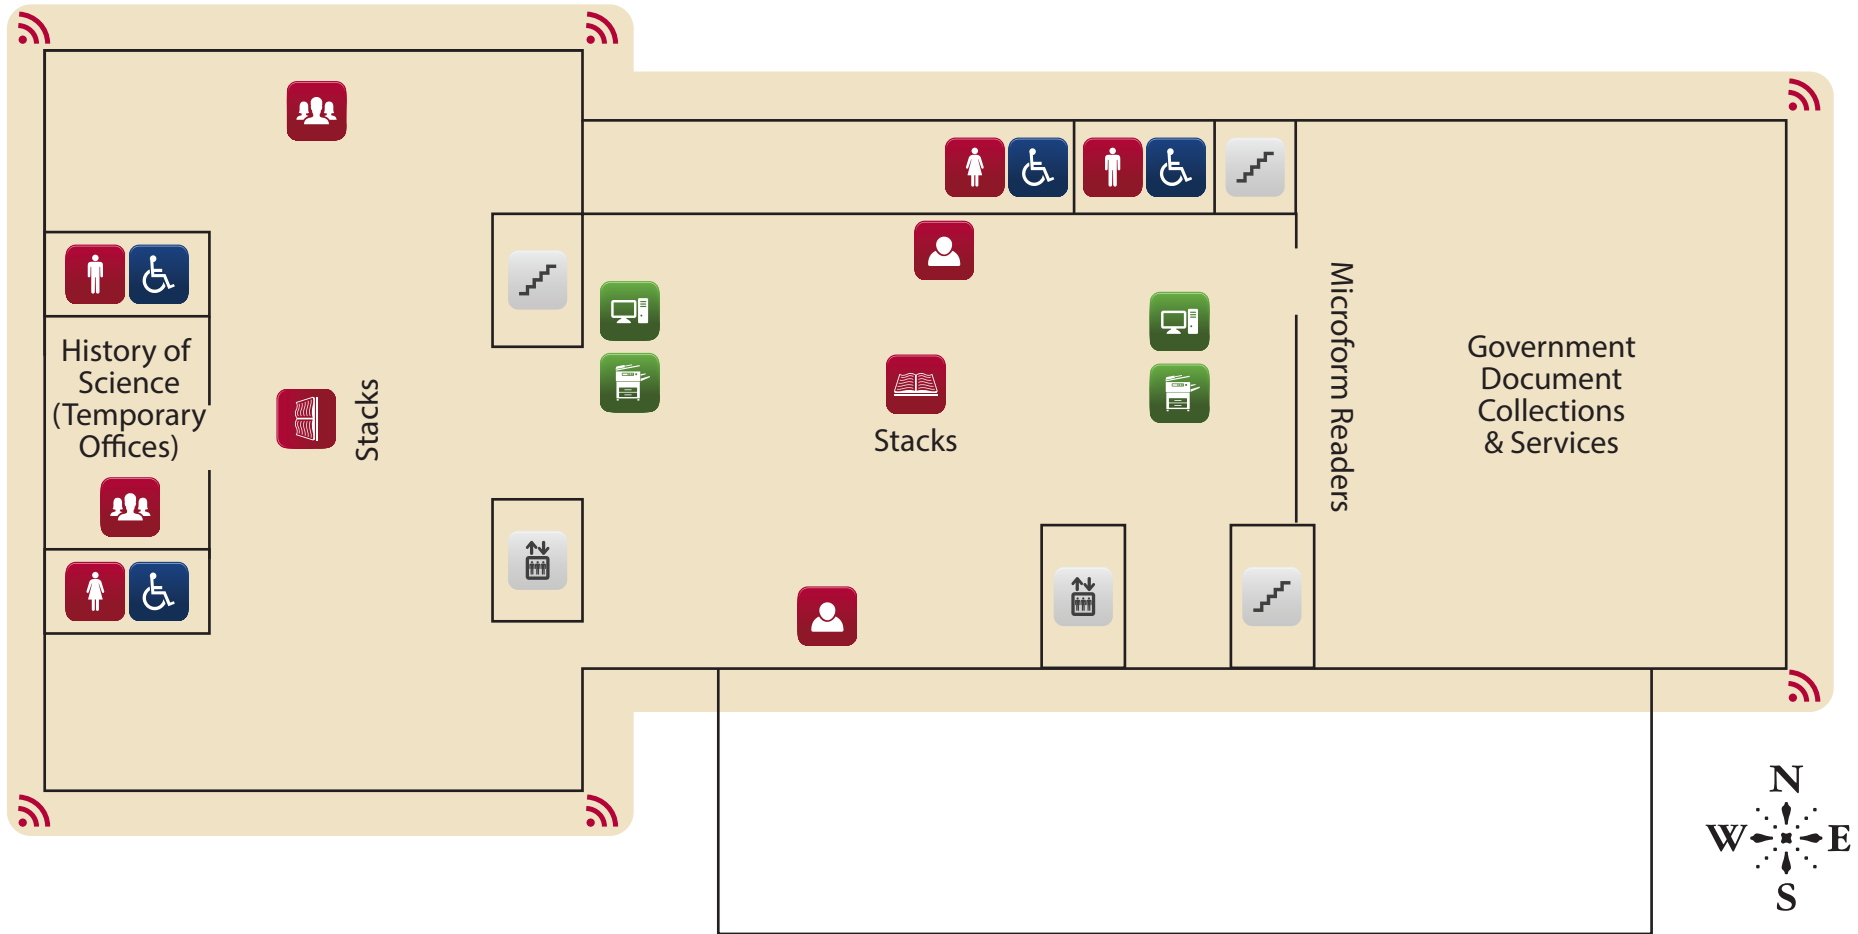 History of
Science
(Temporary
Offices)
Stacks
Stacks
Microform Readers
Government
Document
Collections
& Services
N
W
E
S